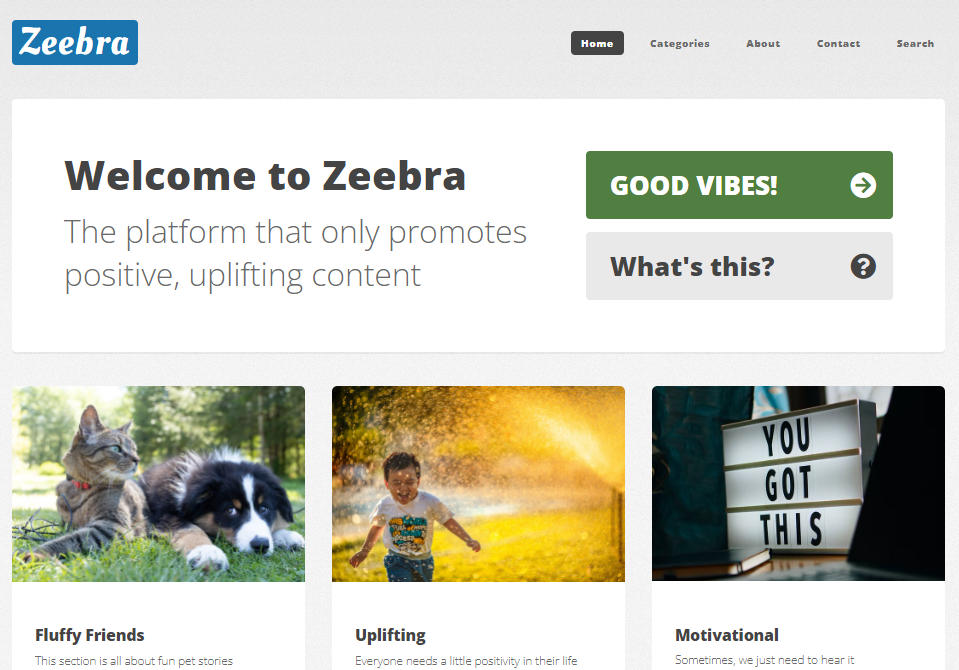 Zeebra
Home Categories About Contact Search
Welcome to Zeebra
The platform that only promotes
positive, uplifting content
GOOD VIBES!
What's this?
YOU
GOT
THIS
Fluffy Friends
This section is all about fun pet stories
Uplifting
Everyone needs a little positivity in their life
Motivational
Sometimes, we just need to hear it